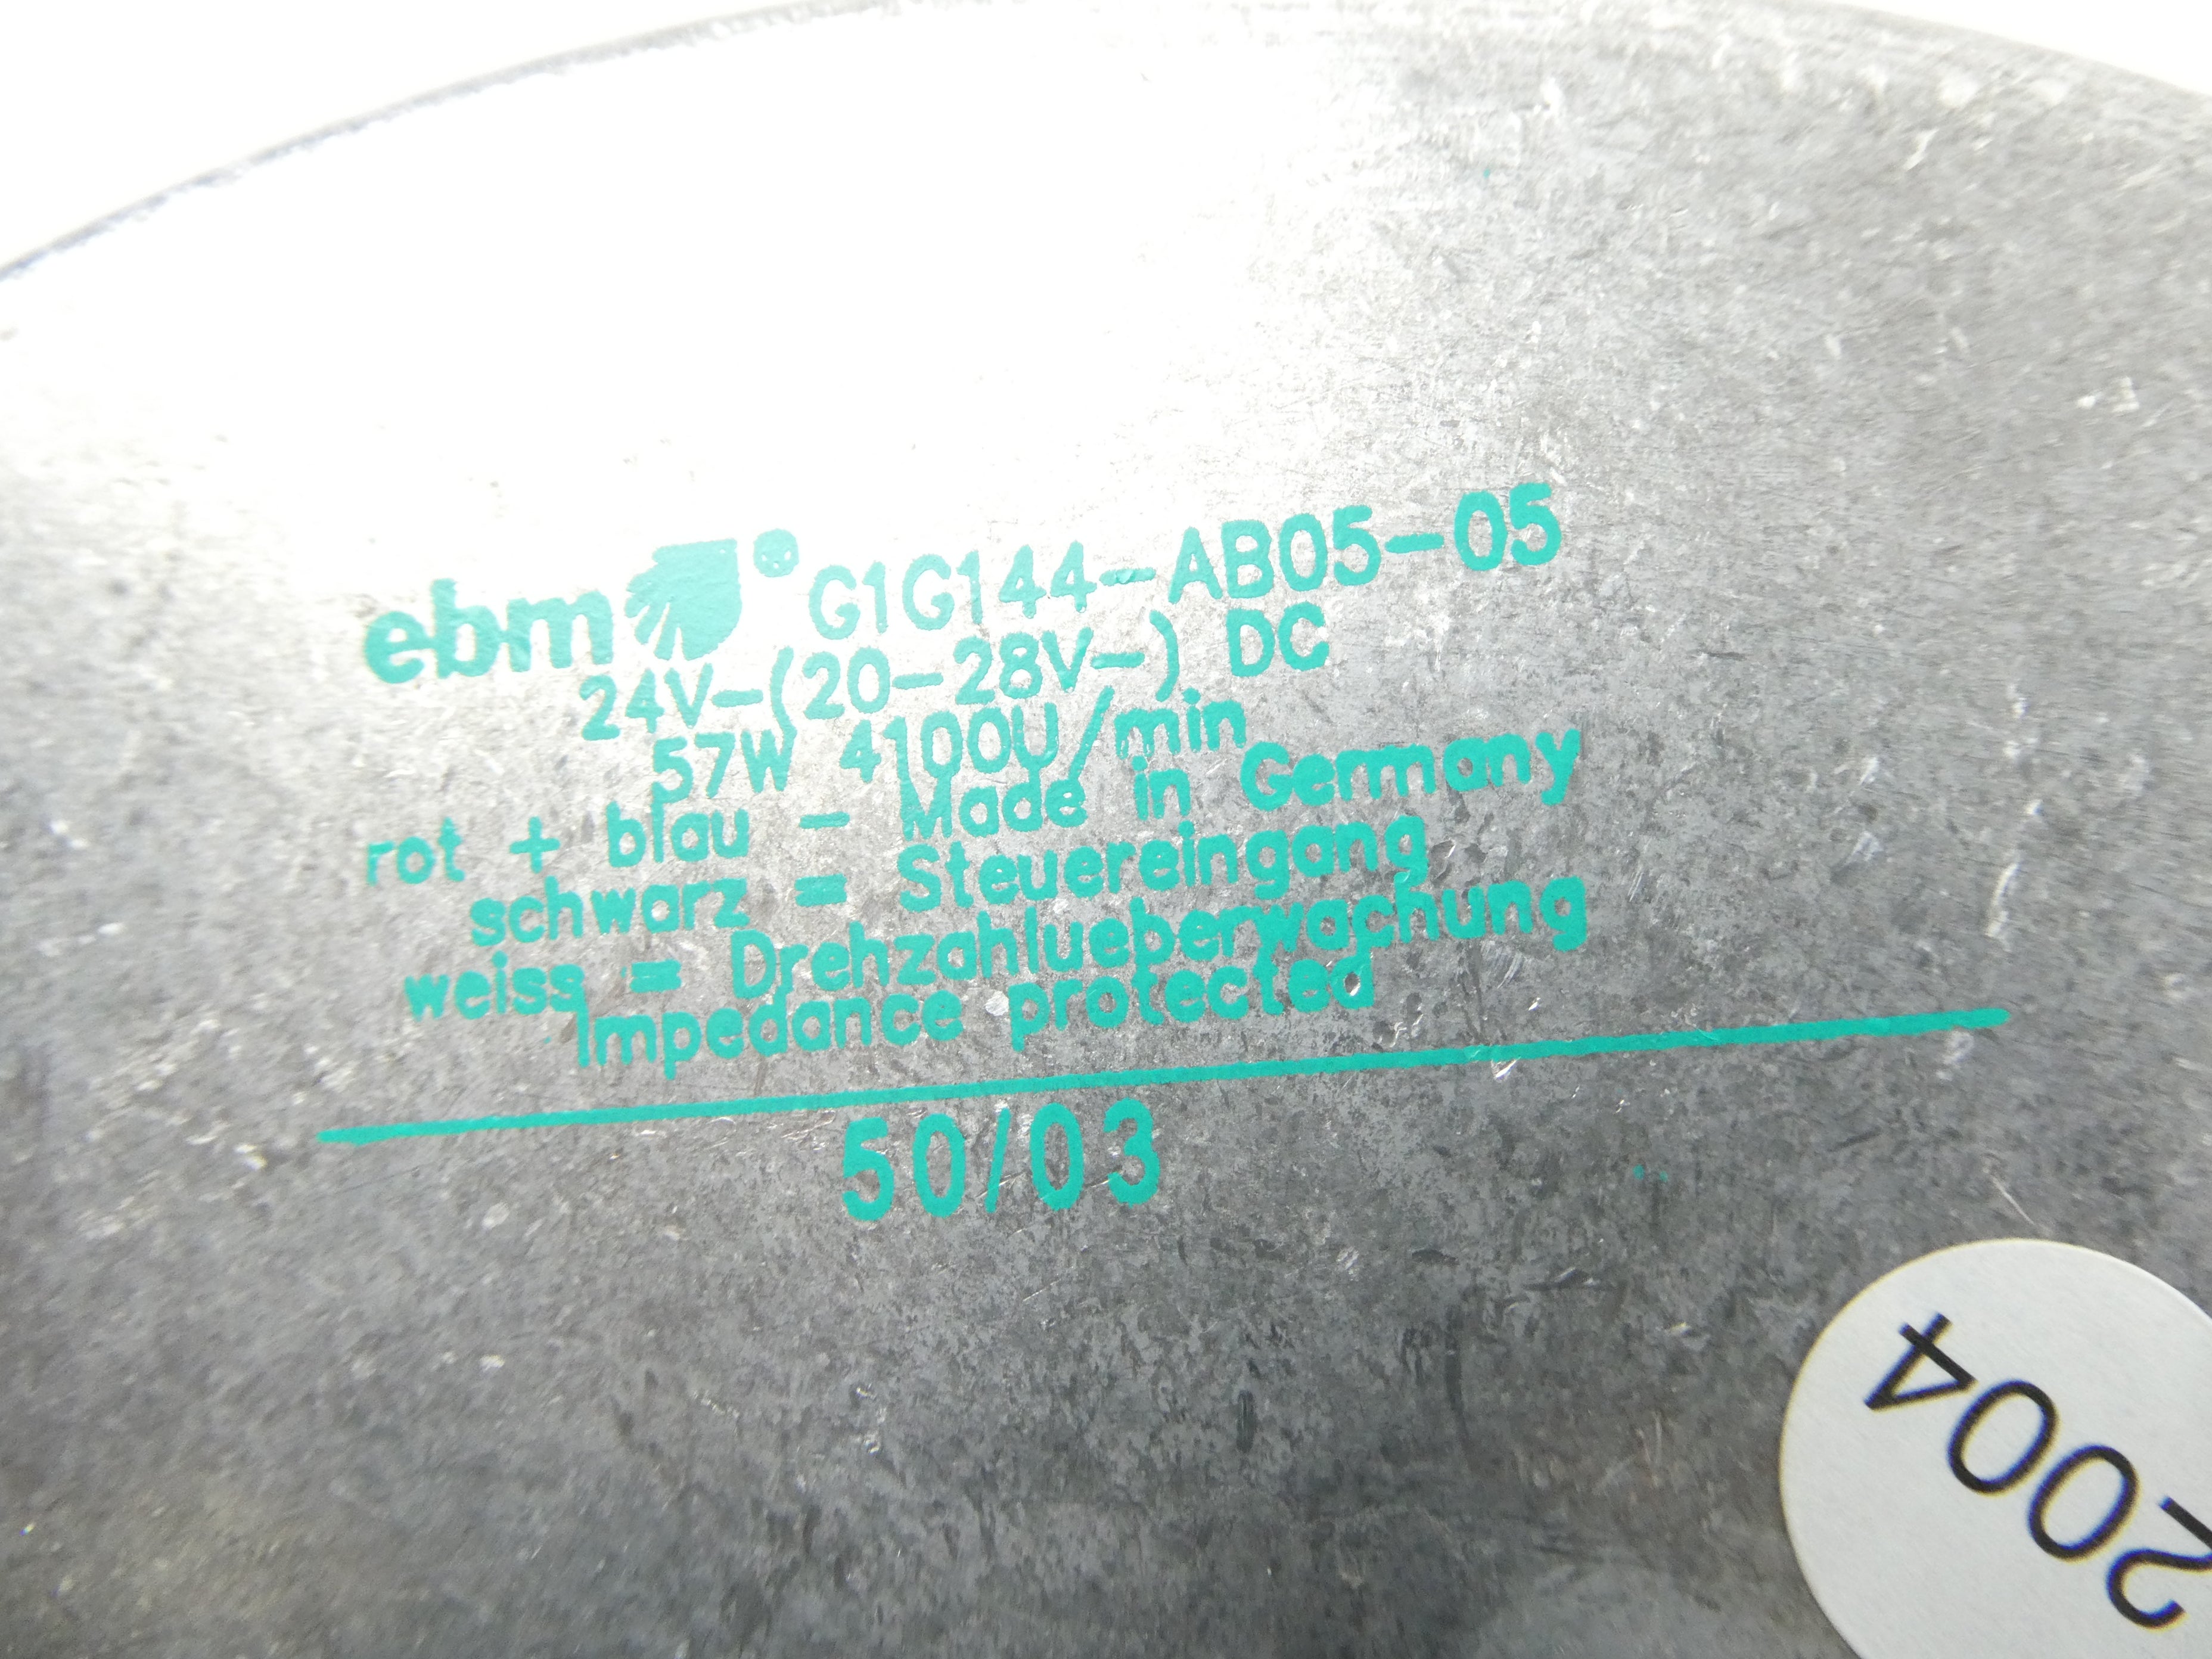 ebm® G1G144-AB05-05
24V-(20-28V-) DC
57W 4100U/min
rot + blau - Made in Germany
schwarz = Steuereingang
weiss = Drehzahlueberwachung
Impedance protected
50/03
2004